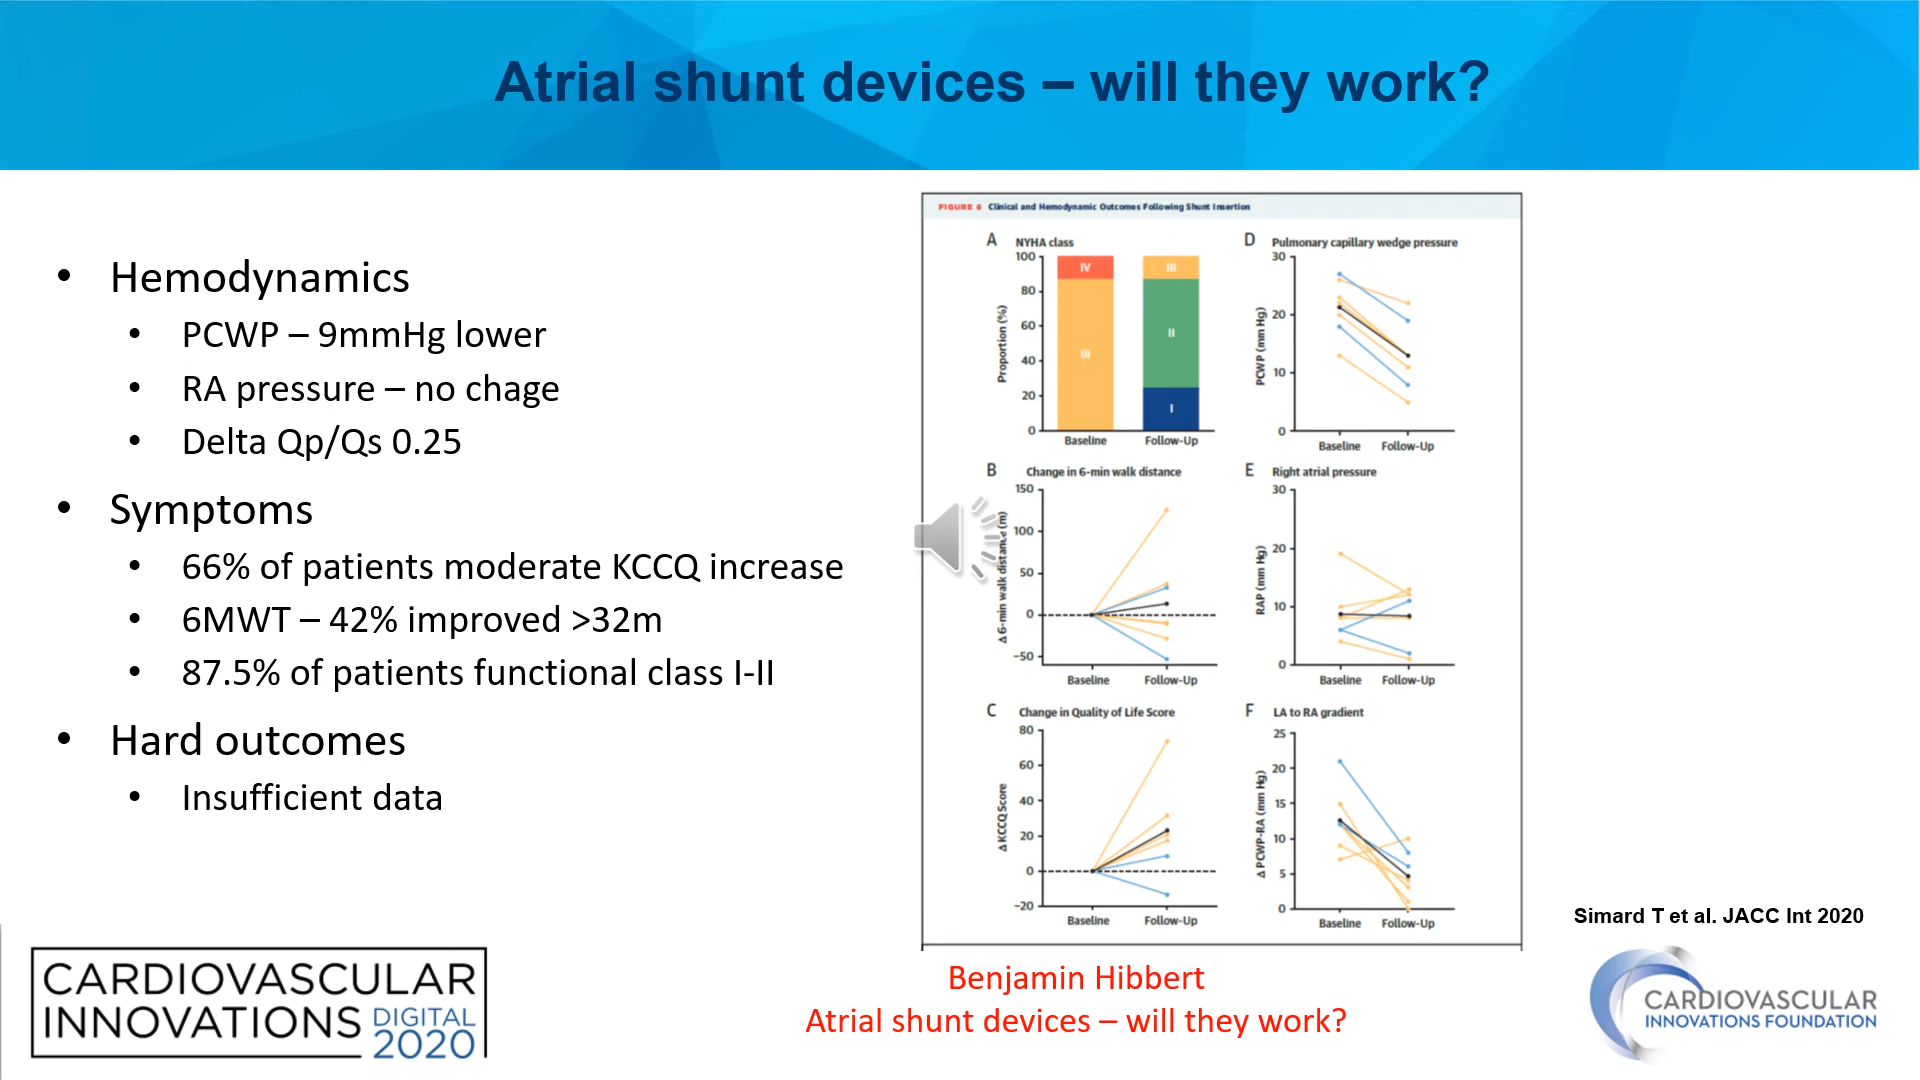 Atrial shunt devices – will they work?
• Hemodynamics
• PCWP – 9mmHg lower
• RA pressure – no chage
• Delta Qp/Qs 0.25
• Symptoms
• 66% of patients moderate KCCQ increase
• 6MWT – 42% improved >32m
• 87.5% of patients functional class I-II
• Hard outcomes
• Insufficient data
FIGURE 6 Clinical and Hemodynamic Outcomes Following Shunt Insertion
A NYHA class
100
80
60
40
20
0
Proportion (%)
IV
III
III
II
I
Baseline Follow-Up
D Pulmonary capillary wedge pressure
30
20
10
0
PCWP (mm Hg)
Baseline Follow-Up
B Change in 6-min walk distance
150
100
50
0
−50
Δ 6-min walk distance (m)
Baseline Follow-Up
E Right atrial pressure
30
20
10
0
RAP (mm Hg)
Baseline Follow-Up
C Change in Quality of Life Score
80
60
40
20
0
−20
Δ KCCQ Score
Baseline Follow-Up
F LA to RA gradient
25
20
15
10
5
0
Δ PCWP-RA (mm Hg)
Baseline Follow-Up
Simard T et al. JACC Int 2020
Benjamin Hibbert
Atrial shunt devices – will they work?
CARDIOVASCULAR
INNOVATIONS DIGITAL
2020
CARDIOVASCULAR
INNOVATIONS FOUNDATION